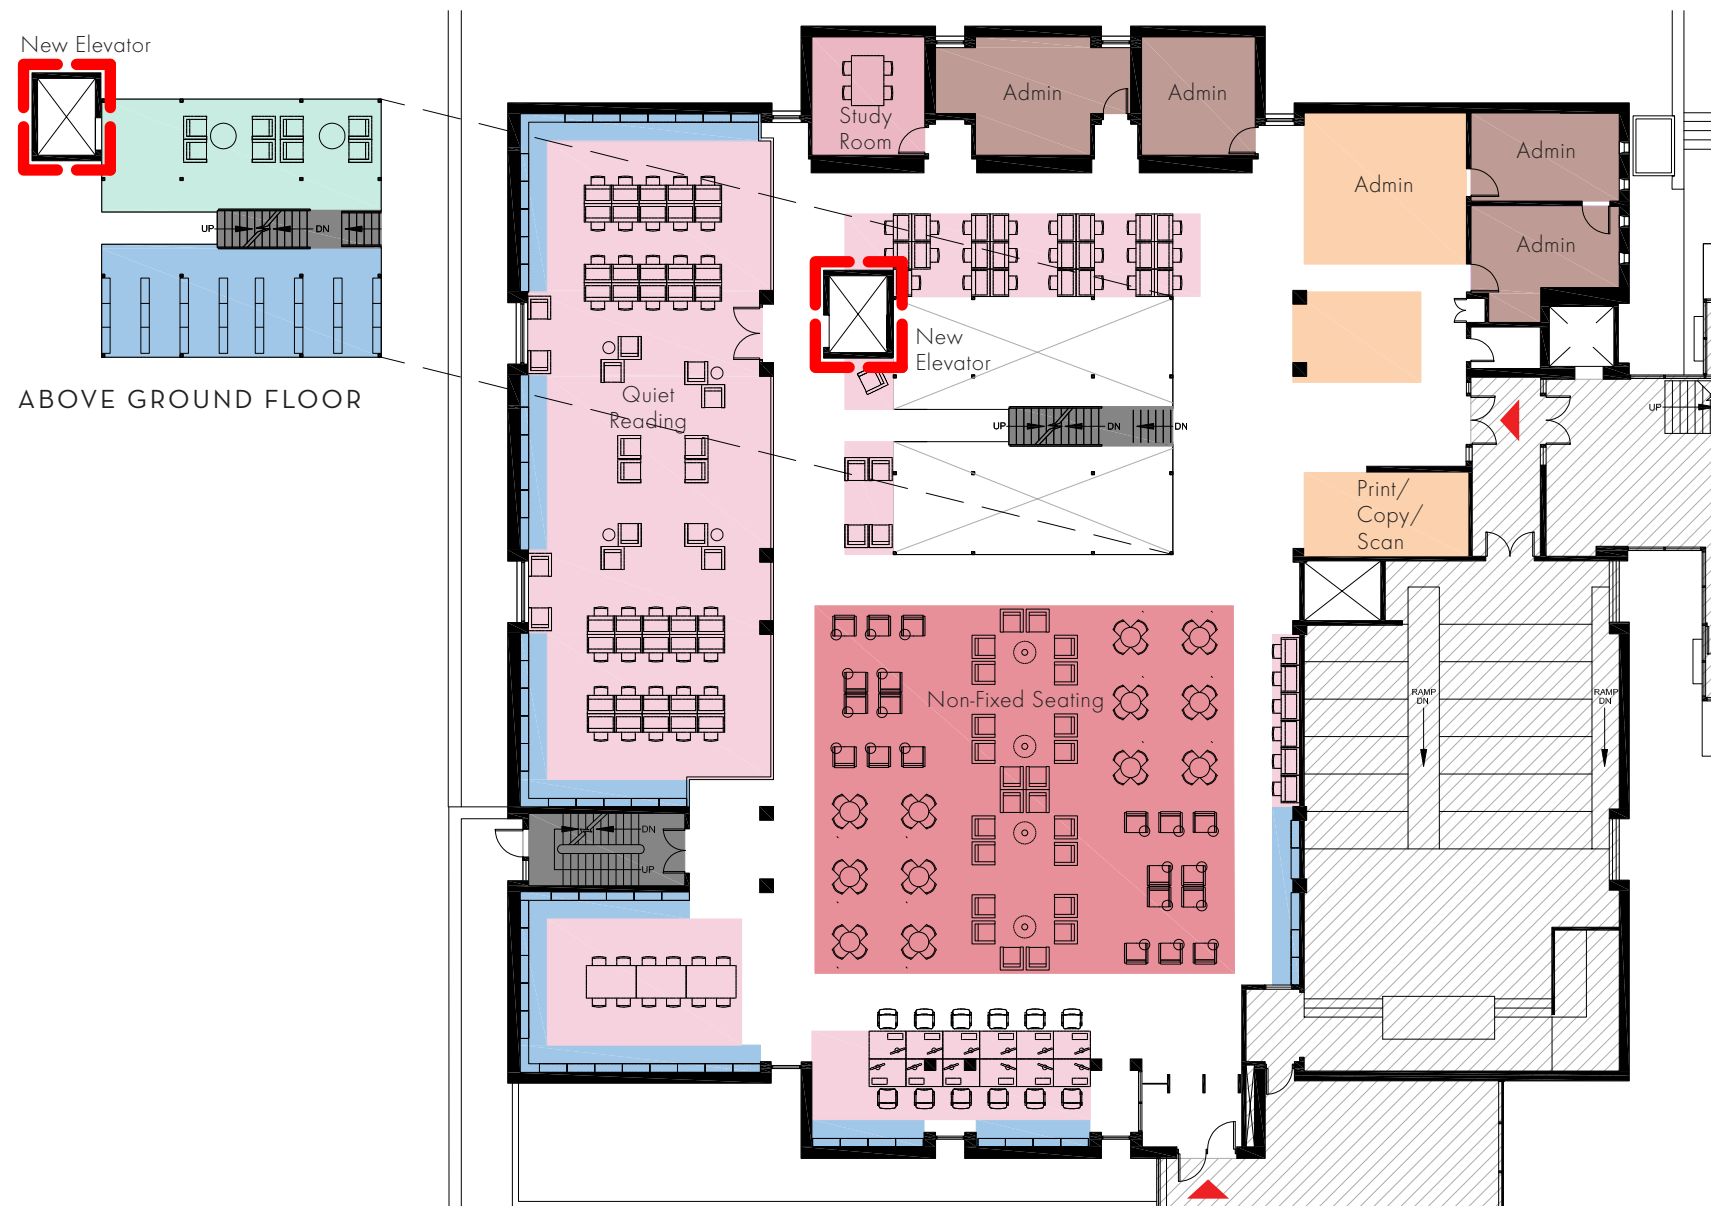 New Elevator
UP
DN
ABOVE GROUND FLOOR
Study
Room
Admin
Admin
Admin
Admin
Admin
New
Elevator
Quiet
Reading
UP
DN
DN
UP
Print/
Copy/
Scan
Non-Fixed Seating
RAMP
DN
RAMP
DN
DN
UP